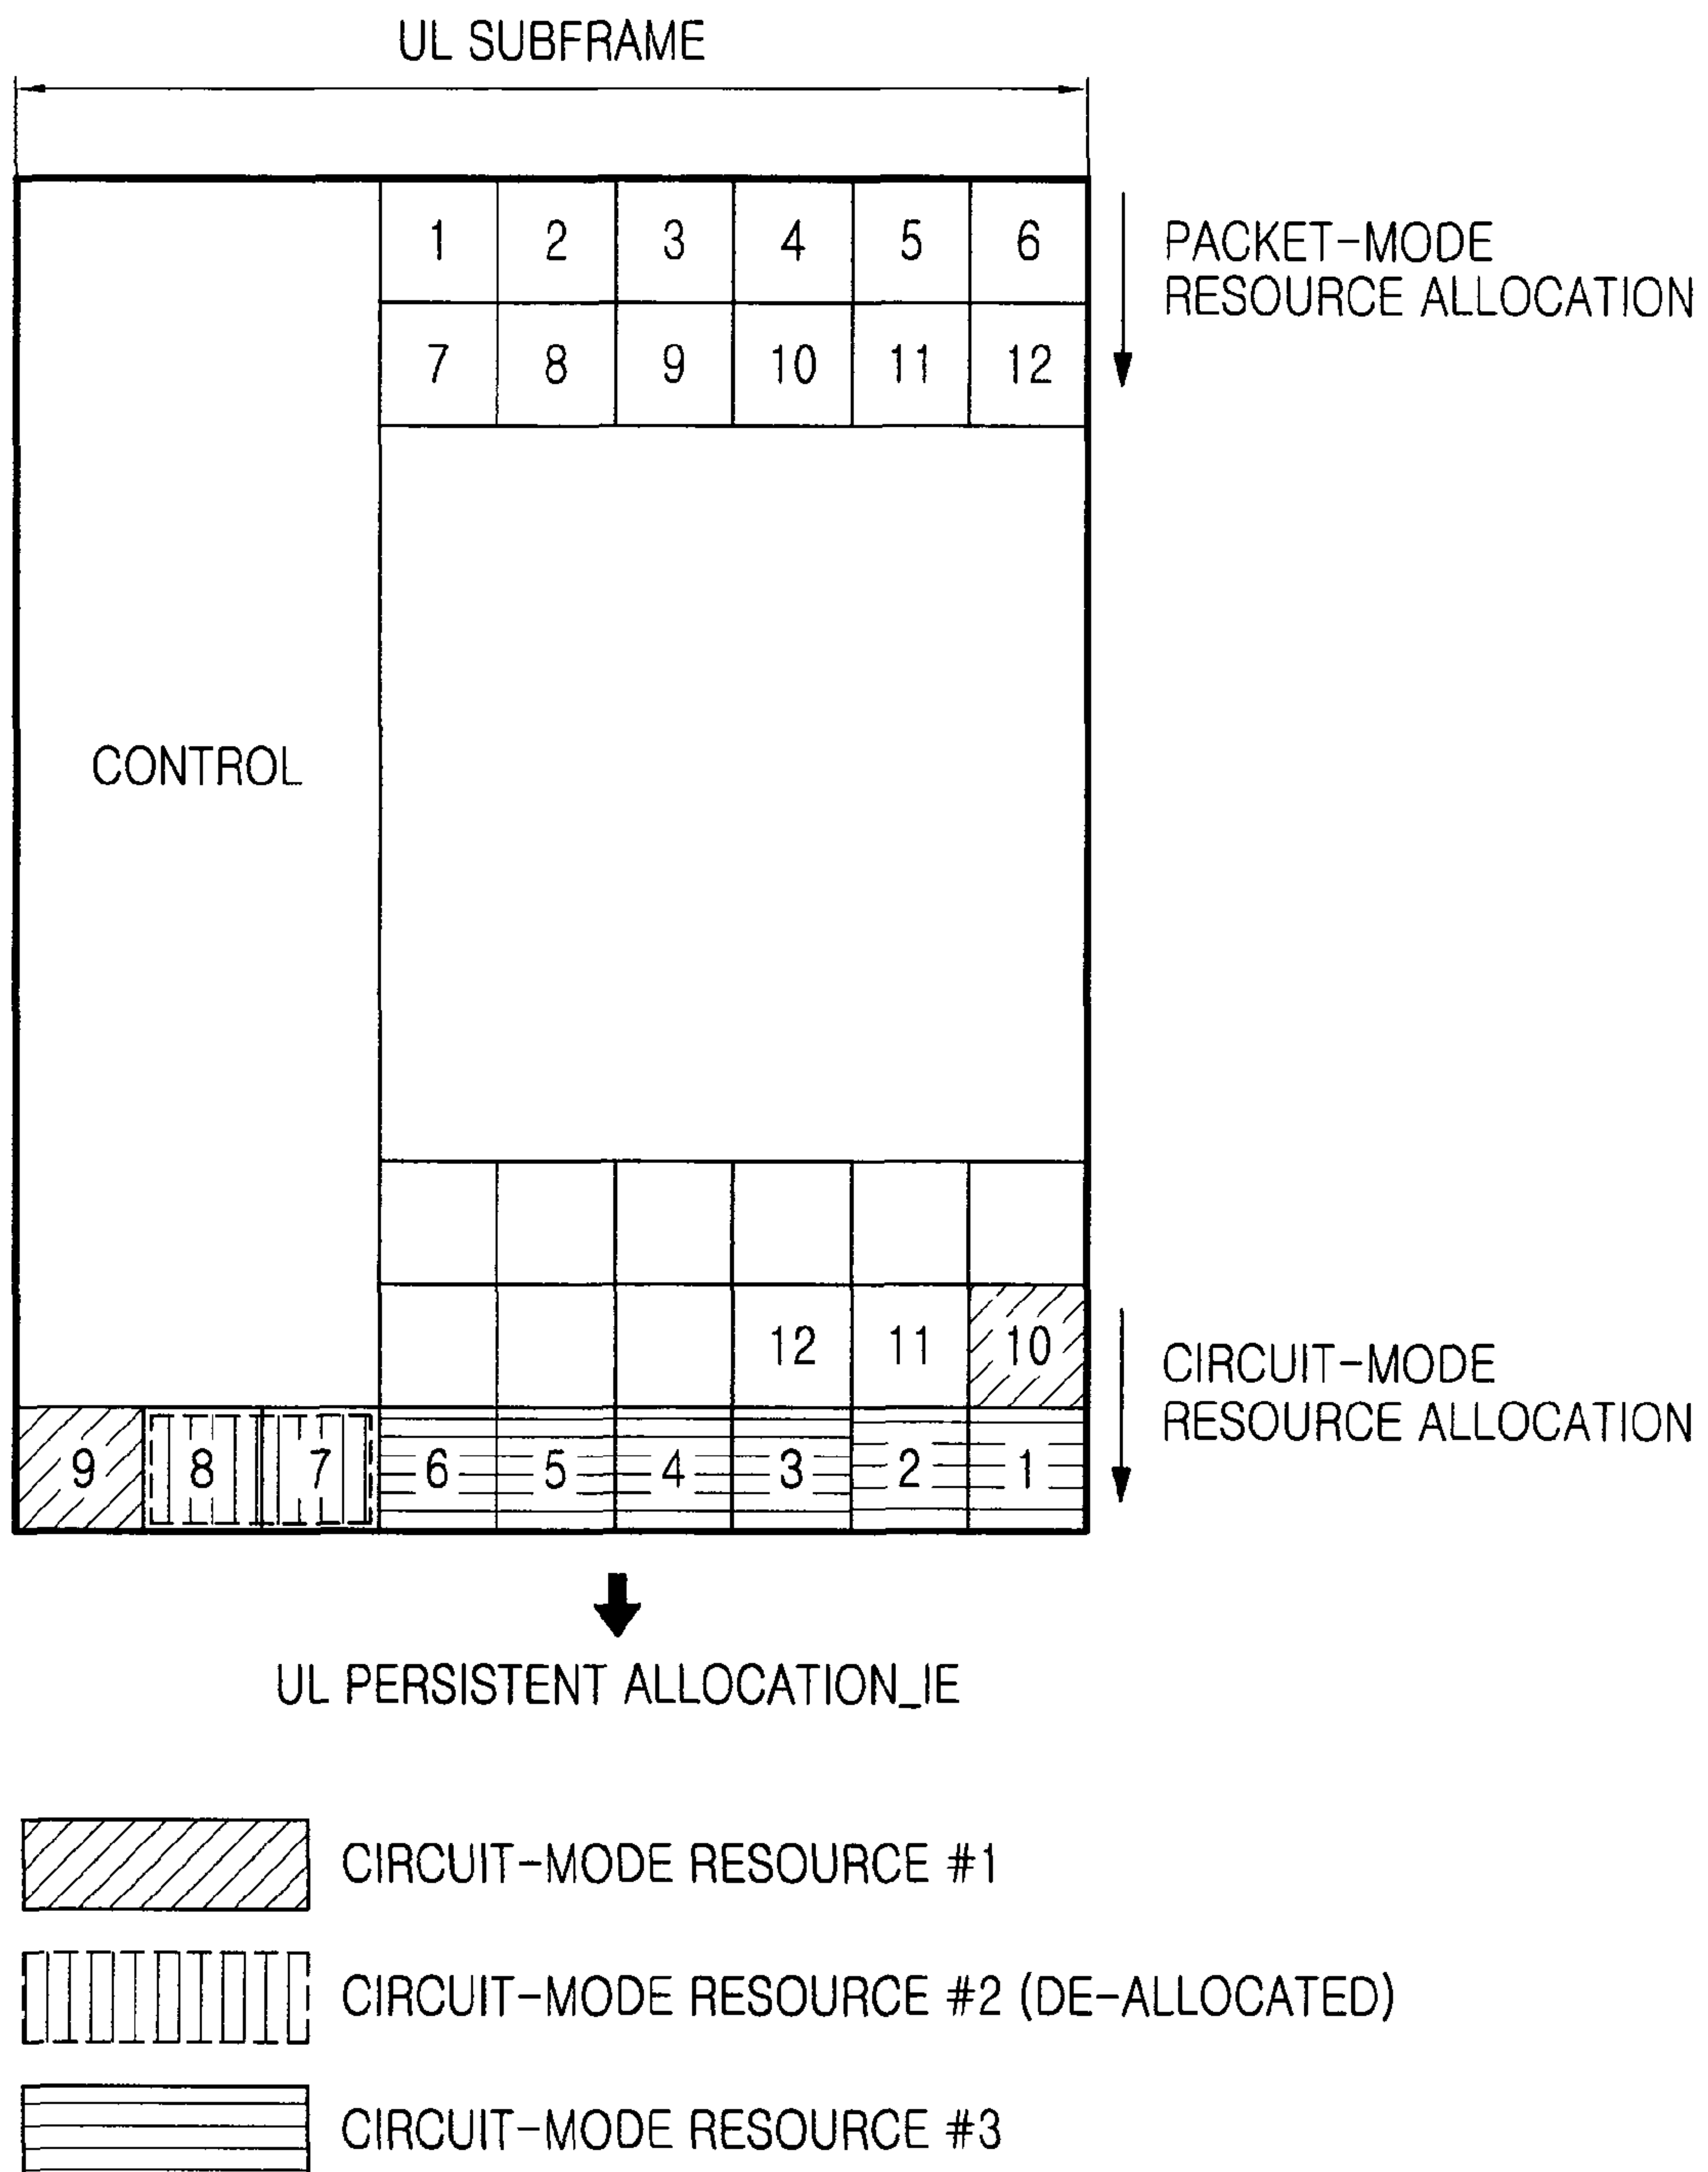 UL SUBFRAME
1 2 3 4 5 6
PACKET-MODE
RESOURCE ALLOCATION
7 8 9 10 11 12
CONTROL
12 11 10
CIRCUIT-MODE
RESOURCE ALLOCATION
9 8 7 6 5 4 3 2 1
UL PERSISTENT ALLOCATION_IE
CIRCUIT-MODE RESOURCE #1
CIRCUIT-MODE RESOURCE #2 (DE-ALLOCATED)
CIRCUIT-MODE RESOURCE #3